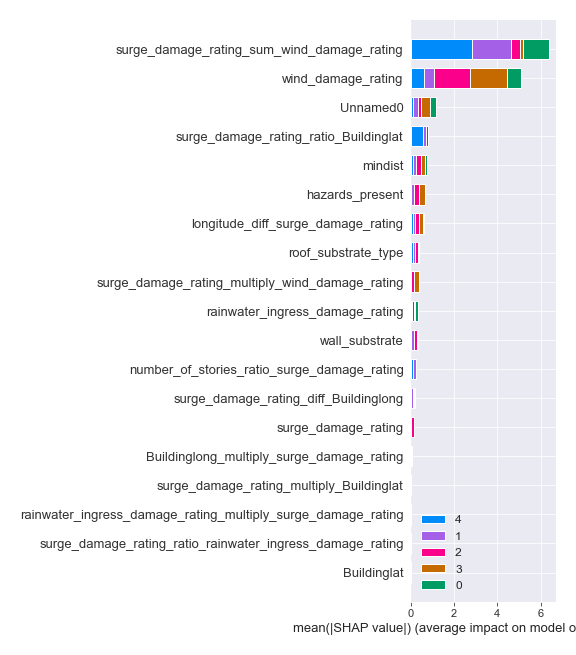 surge_damage_rating_sum_wind_damage_rating
wind_damage_rating
Unnamed0
surge_damage_rating_ratio_Buildinglat
mindist
hazards_present
longitude_diff_surge_damage_rating
roof_substrate_type
surge_damage_rating_multiply_wind_damage_rating
rainwater_ingress_damage_rating
wall_substrate
number_of_stories_ratio_surge_damage_rating
surge_damage_rating_diff_Buildinglong
surge_damage_rating
Buildinglong_multiply_surge_damage_rating
surge_damage_rating_multiply_Buildinglat
rainwater_ingress_damage_rating_multiply_surge_damage_rating
surge_damage_rating_ratio_rainwater_ingress_damage_rating
Buildinglat
4
1
2
3
0
0 2 4 6
mean(|SHAP value|) (average impact on model o